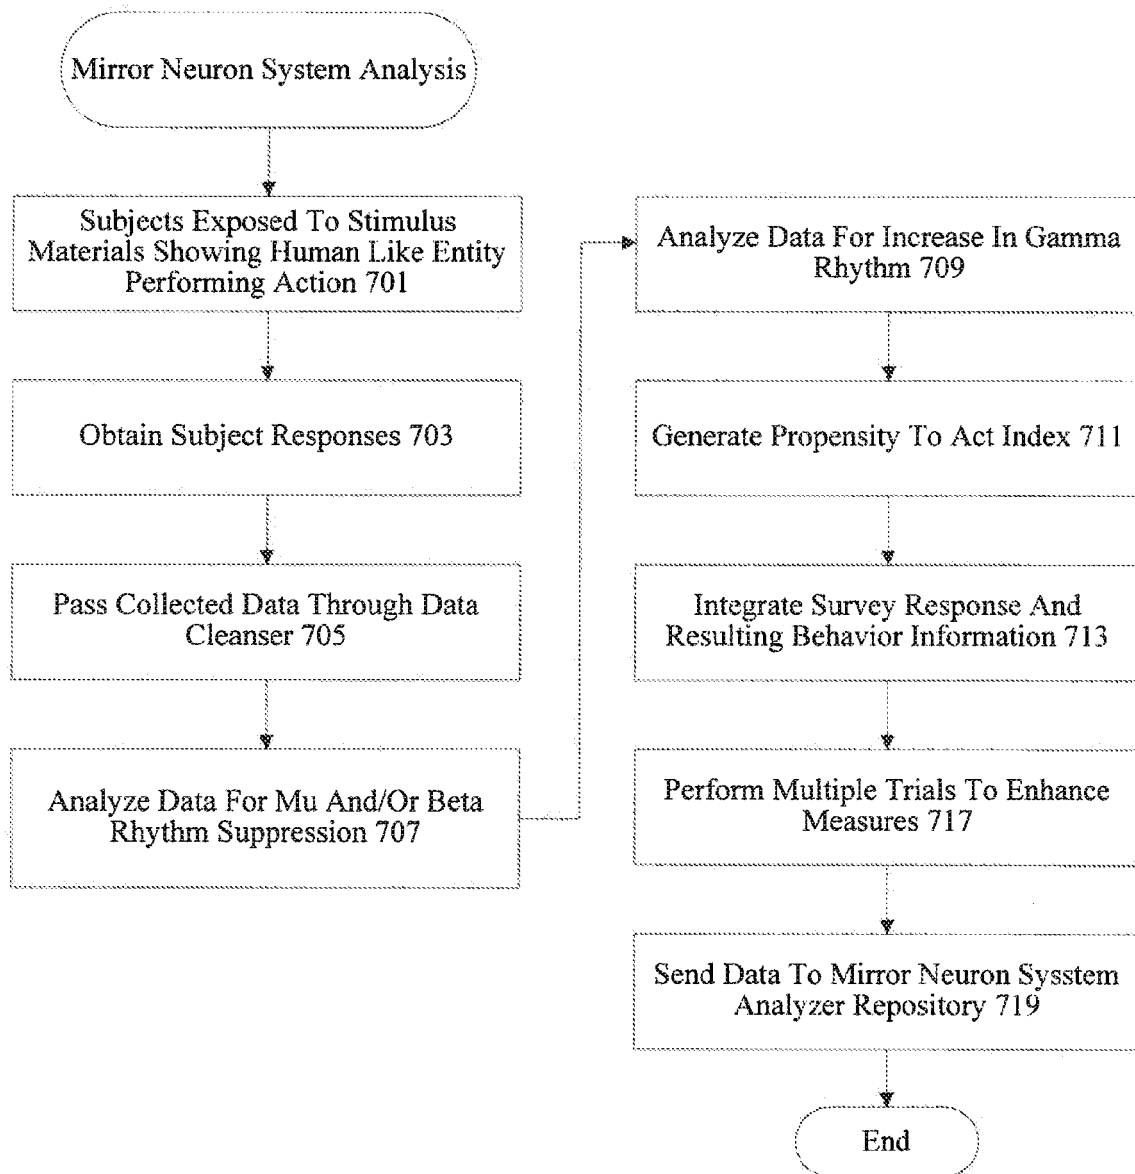 Mirror Neuron System Analysis
Subjects Exposed To Stimulus
Materials Showing Human Like Entity
Performing Action 701
Obtain Subject Responses 703
Pass Collected Data Through Data
Cleanser 705
Analyze Data For Mu And/Or Beta
Rhythm Suppression 707
Analyze Data For Increase In Gamma
Rhythm 709
Generate Propensity To Act Index 711
Integrate Survey Response And
Resulting Behavior Information 713
Perform Multiple Trials To Enhance
Measures 717
Send Data To Mirror Neuron Sysstem
Analyzer Repository 719
End